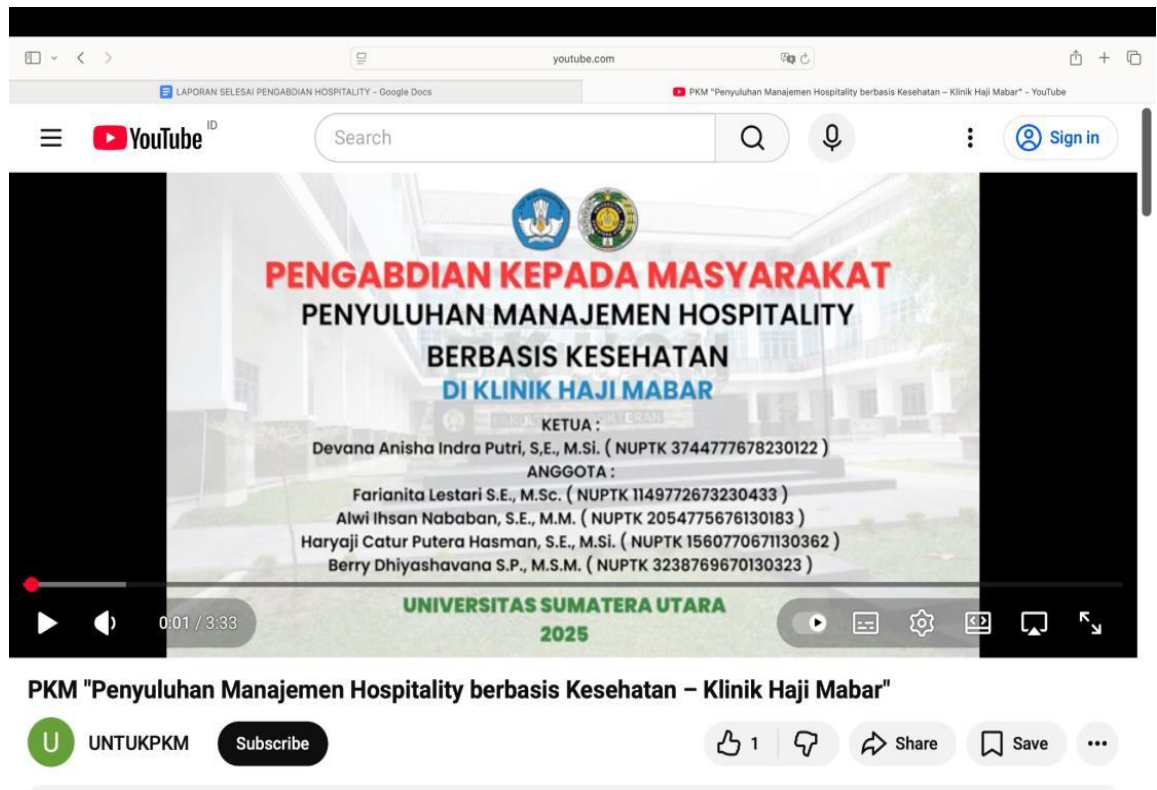 youtube.com
LAPORAN SELESAI PENGABDIAN HOSPITALITY - Google Docs
PKM "Penyuluhan Manajemen Hospitality berbasis Kesehatan – Klinik Haji Mabar" - YouTube
YouTube ID
Search
Sign in
PENGABDIAN KEPADA MASYARAKAT
PENYULUHAN MANAJEMEN HOSPITALITY
BERBASIS KESEHATAN
DI KLINIK HAJI MABAR
KETUA :
Devana Anisha Indra Putri, S,E., M.Si. ( NUPTK 3744777678230122 )
ANGGOTA :
Farianita Lestari S.E., M.Sc. ( NUPTK 1149772673230433 )
Alwi Ihsan Nababan, S.E., M.M. ( NUPTK 2054775676130183 )
Haryaji Catur Putera Hasman, S.E., M.Si. ( NUPTK 1560770671130362 )
Berry Dhiyashavana S.P., M.S.M. ( NUPTK 3238769670130323 )
UNIVERSITAS SUMATERA UTARA
2025
0:01 / 3:33
PKM "Penyuluhan Manajemen Hospitality berbasis Kesehatan – Klinik Haji Mabar"
U
UNTUKPKM
Subscribe
1
Share
Save